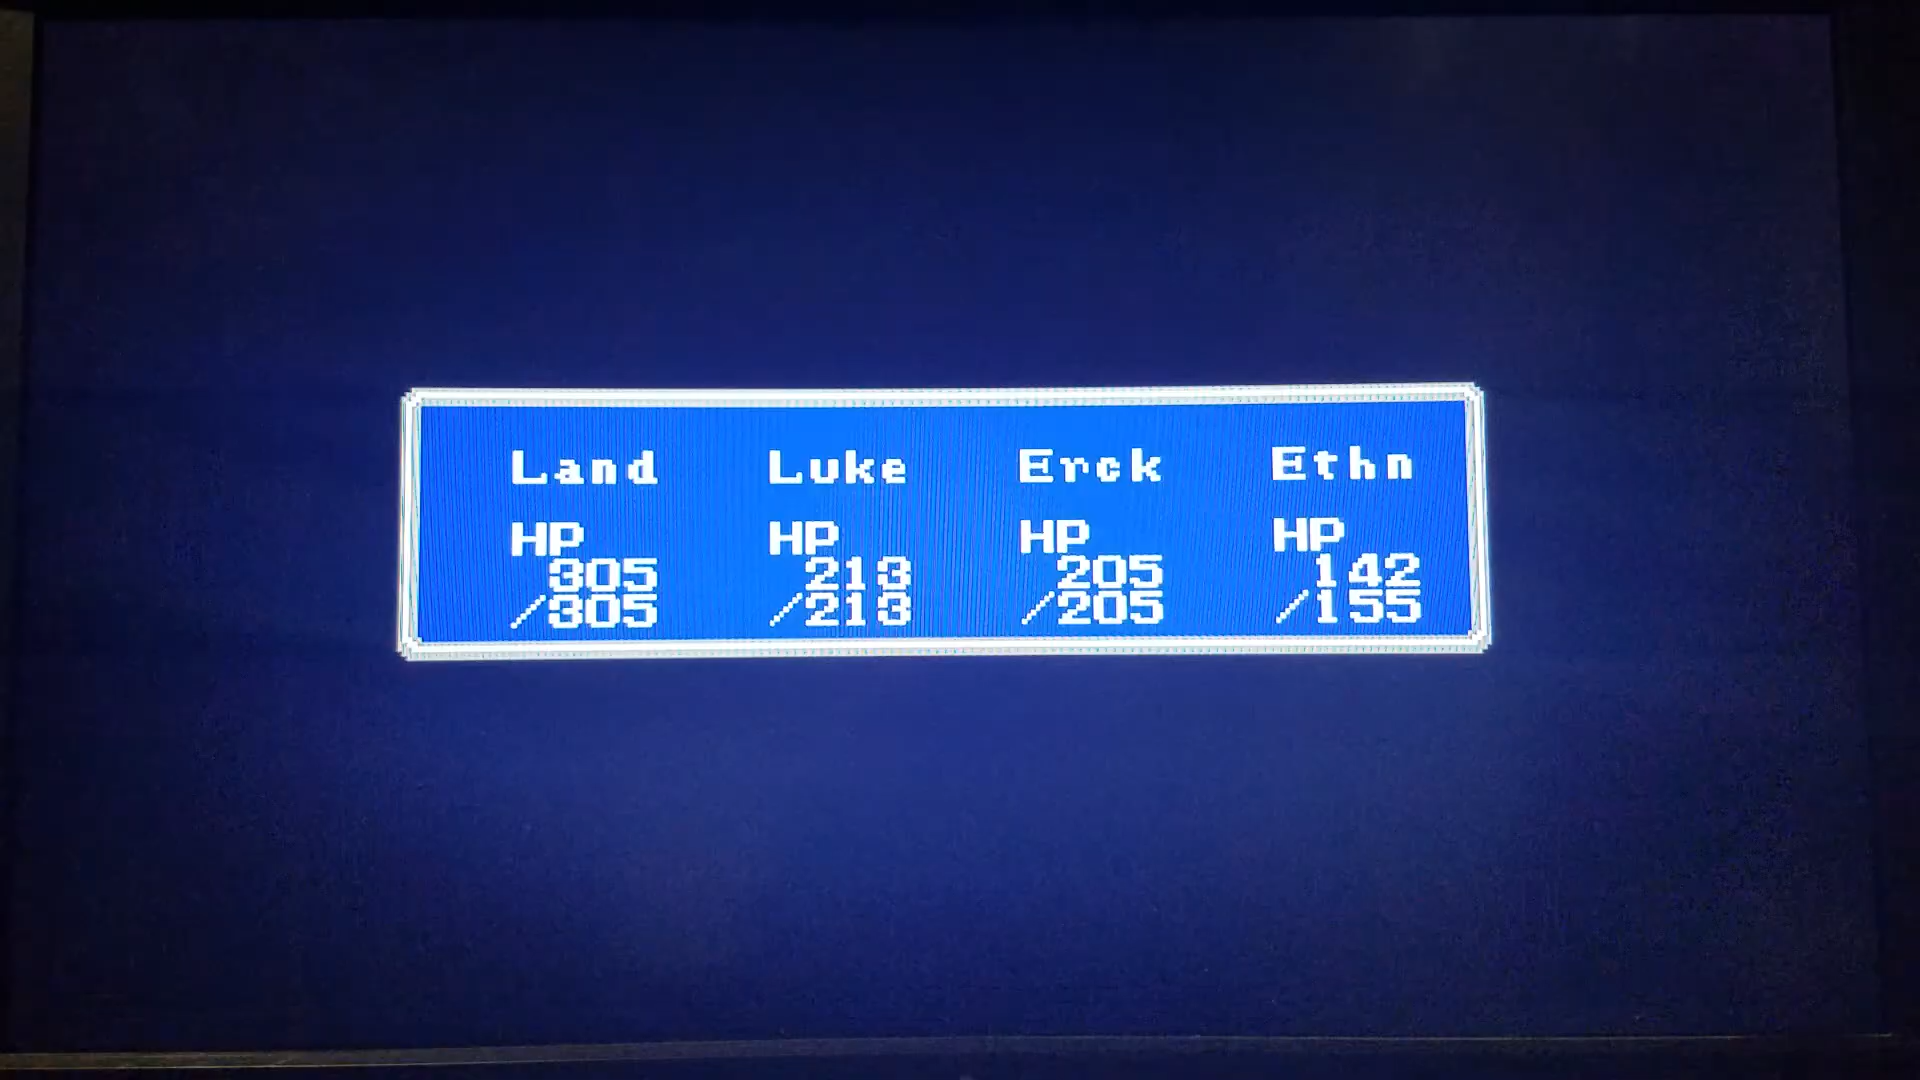 Land Luke Erck Ethn
HP HP HP HP
305 213 205 142
/305 /213 /205 /155